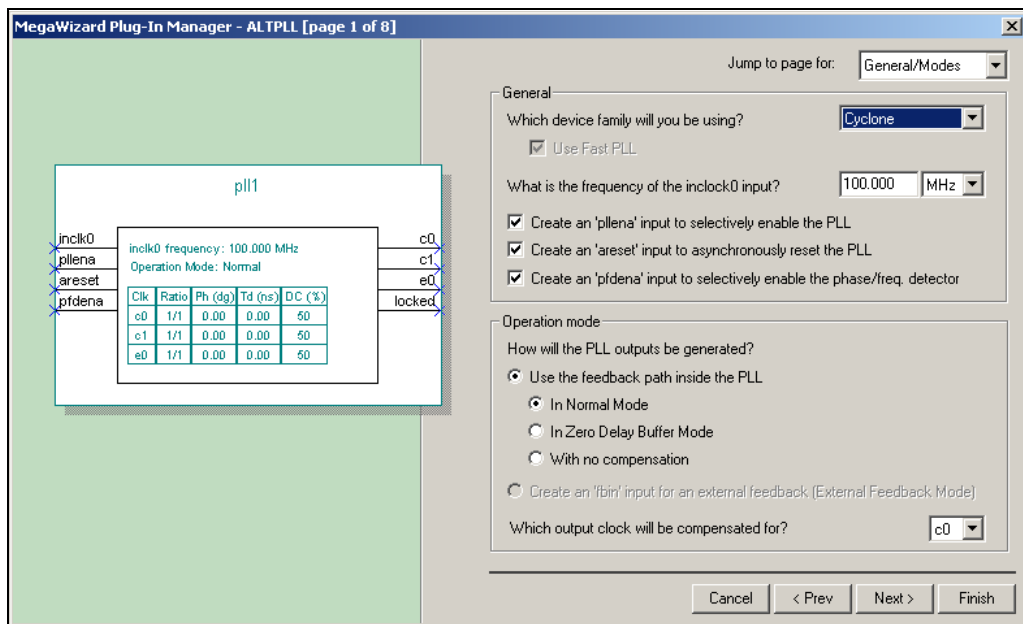 MegaWizard Plug-In Manager - ALTPLL [page 1 of 8]
Jump to page for: General/Modes
General
Which device family will you be using? Cyclone
Use Fast PLL
What is the frequency of the inclock0 input? 100.000 MHz
Create an 'pllena' input to selectively enable the PLL
Create an 'areset' input to asynchronously reset the PLL
Create an 'pfdena' input to selectively enable the phase/freq. detector
Operation mode
How will the PLL outputs be generated?
Use the feedback path inside the PLL
In Normal Mode
In Zero Delay Buffer Mode
With no compensation
Create an 'fbin' input for an external feedback (External Feedback Mode)
Which output clock will be compensated for? c0
Cancel < Prev Next > Finish
pll1
inclk0 c0
pllena c1
areset e0
pfdena locked
inclk0 frequency: 100.000 MHz
Operation Mode: Normal
Clk Ratio Ph (dg) Td (ns) DC (%)
c0 1/1 0.00 0.00 50
c1 1/1 0.00 0.00 50
e0 1/1 0.00 0.00 50